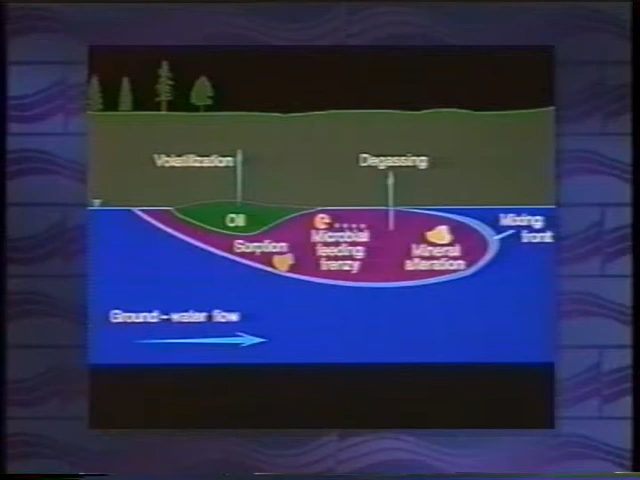 Volatilization
Degassing
Oil
Sorption
Microbial
feeding
frenzy
Mineral
alteration
Mixing
front
Ground-water flow